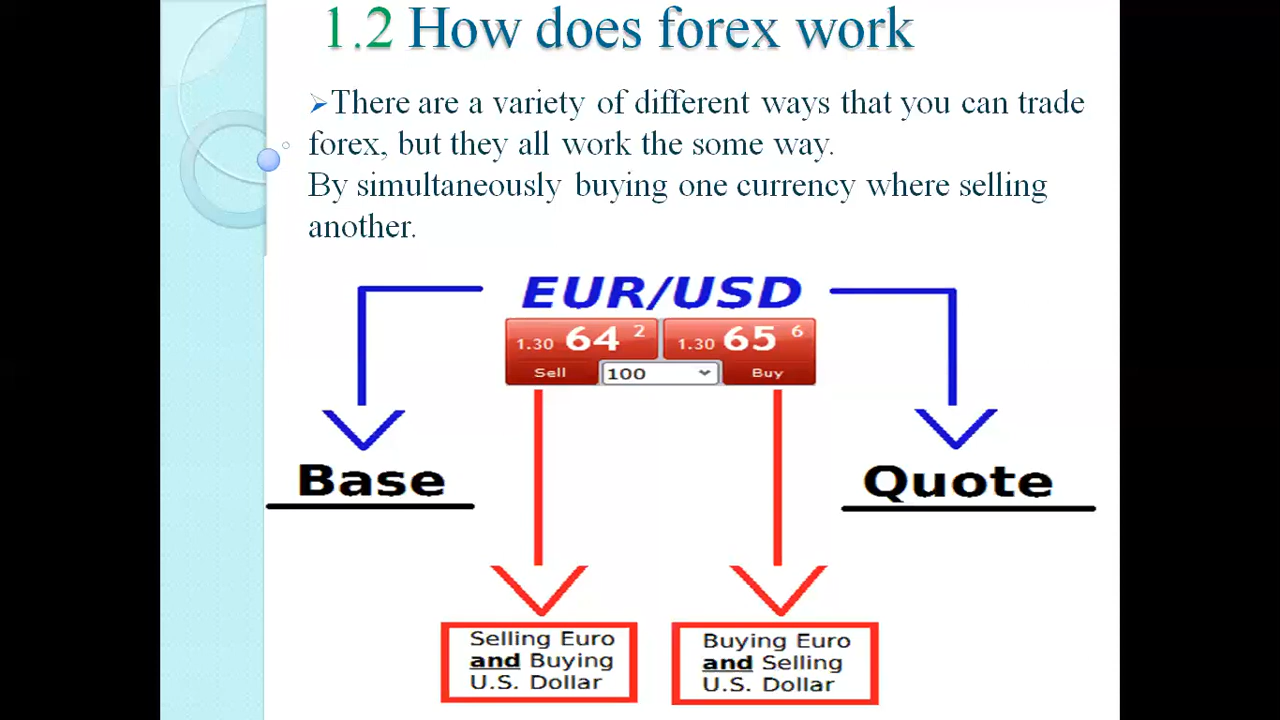 1.2 How does forex work
➢There are a variety of different ways that you can trade
forex, but they all work the some way.
By simultaneously buying one currency where selling
another.
EUR/USD
1.30 64 2 1.30 65 6
Sell 100 Buy
Base Quote
Selling Euro
and Buying
U.S. Dollar
Buying Euro
and Selling
U.S. Dollar